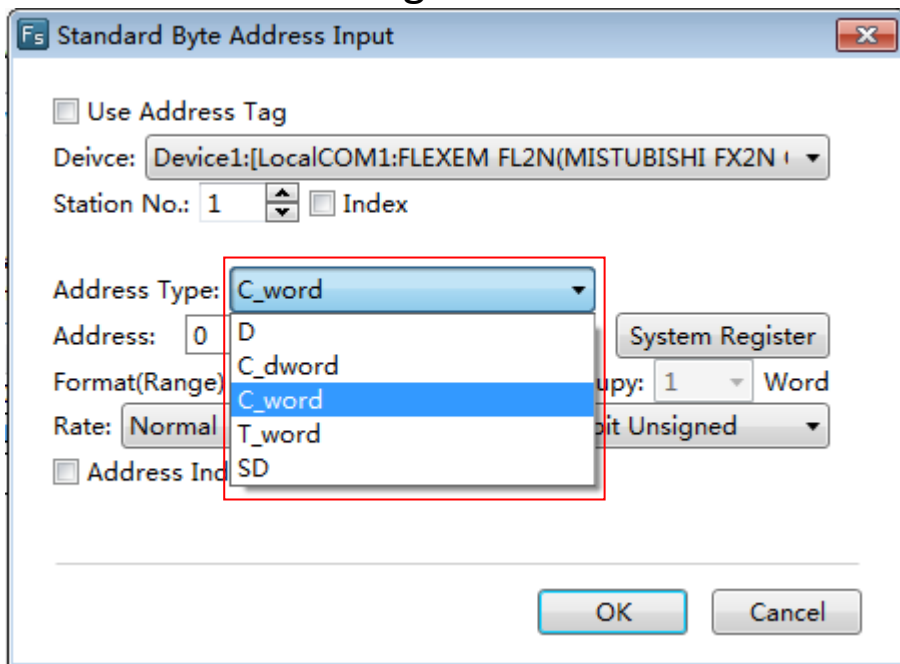 Fs Standard Byte Address Input
Use Address Tag
Deivce: Device1:[LocalCOM1:FLEXEM FL2N(MISTUBISHI FX2N
Station No.: 1 Index
Address Type: C_word
Address: 0 D System Register
C_dword
Format(Range) C_word upy: 1 Word
Rate: Normal T_word bit Unsigned
Address Ind SD
OK Cancel